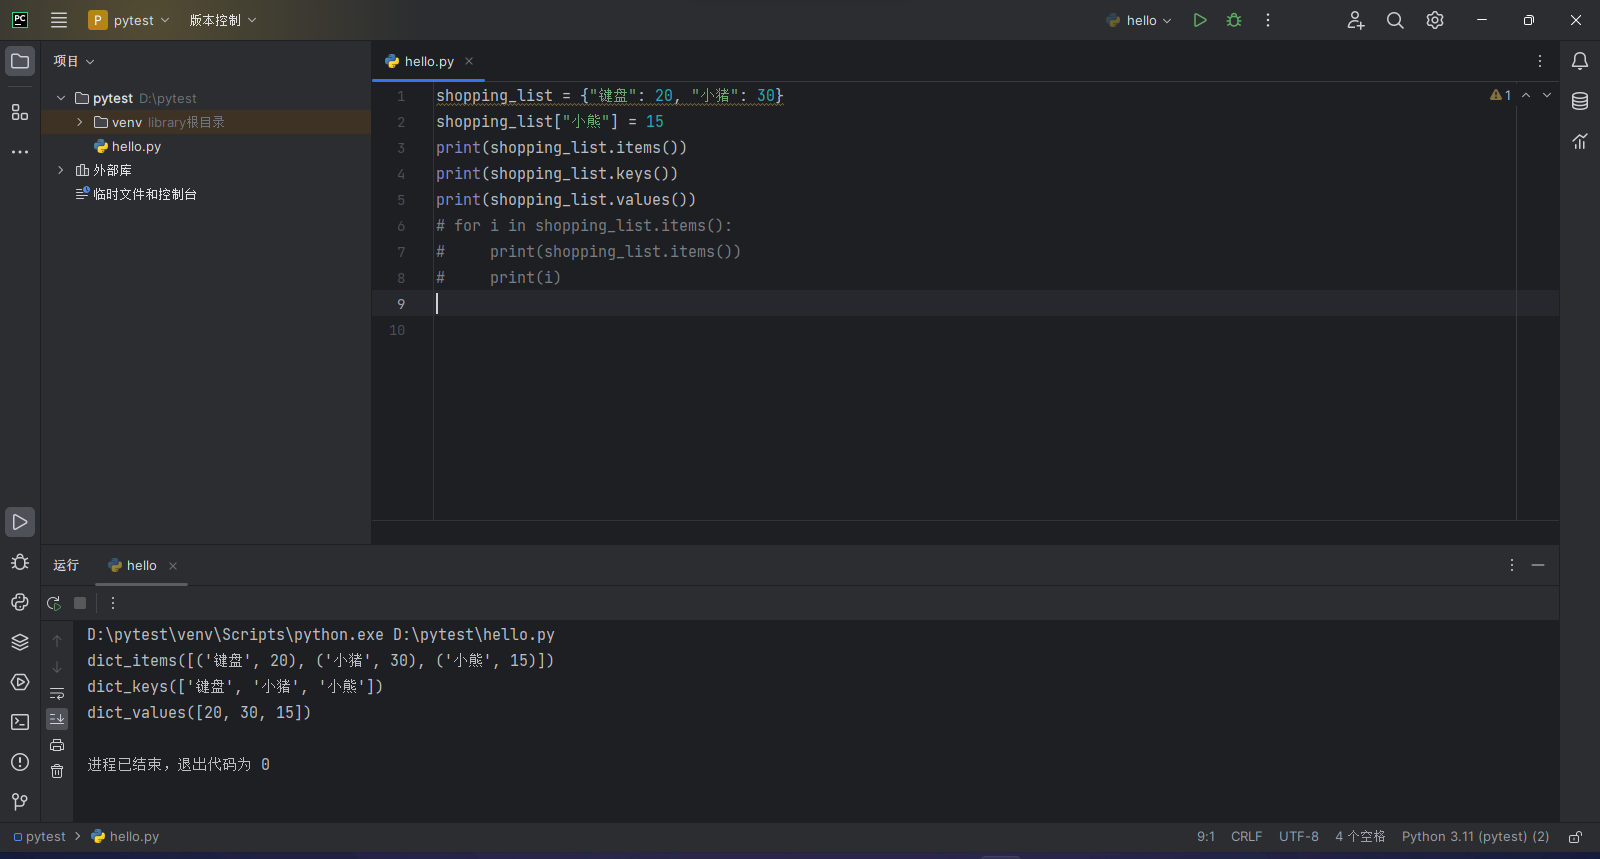 PC P pytest 版本控制 hello
项目
pytest D:\pytest
venv library根目录
hello.py
外部库
临时文件和控制台
hello.py
1 shopping_list = {"键盘": 20, "小猪": 30}
2 shopping_list["小熊"] = 15
3 print(shopping_list.items())
4 print(shopping_list.keys())
5 print(shopping_list.values())
6 # for i in shopping_list.items():
7 #     print(shopping_list.items())
8 #     print(i)
9
10
1
运行 hello
D:\pytest\venv\Scripts\python.exe D:\pytest\hello.py
dict_items([('键盘', 20), ('小猪', 30), ('小熊', 15)])
dict_keys(['键盘', '小猪', '小熊'])
dict_values([20, 30, 15])
进程已结束，退出代码为 0
pytest hello.py 9:1 CRLF UTF-8 4 个空格 Python 3.11 (pytest) (2)